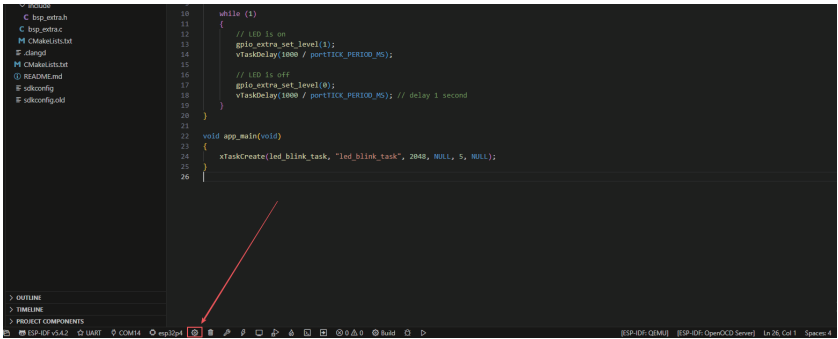 include
bsp_extra.h
bsp_extra.c
CMakeLists.txt
.clangd
CMakeLists.txt
README.md
sdkconfig
sdkconfig.old
10 while (1)
11 {
12 // LED is on
13 gpio_extra_set_level(1);
14 vTaskDelay(1000 / portTICK_PERIOD_MS);
15
16 // LED is off
17 gpio_extra_set_level(0);
18 vTaskDelay(1000 / portTICK_PERIOD_MS); // delay 1 second
19 }
20 }
21
22 void app_main(void)
23 {
24 xTaskCreate(led_blink_task, "led_blink_task", 2048, NULL, 5, NULL);
25 }
26
OUTLINE
TIMELINE
PROJECT COMPONENTS
ESP-IDF v5.4.2 UART COM14 esp32p4 0 0 Build [ESP-IDF: QEMU] [ESP-IDF: OpenOCD Server] Ln 26, Col 1 Spaces: 4